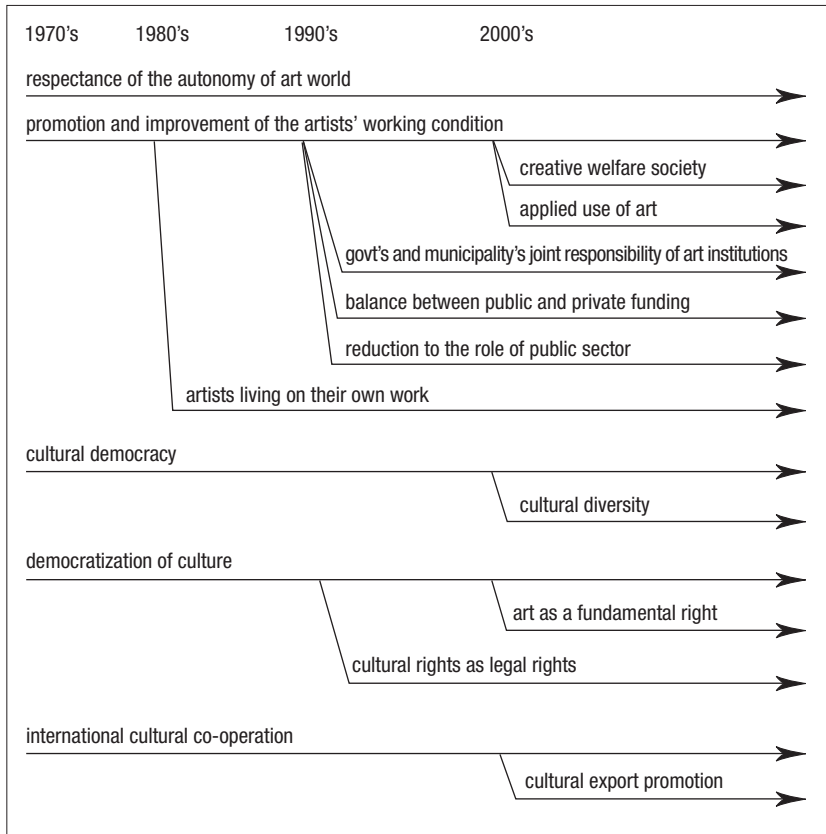 1970's 1980's 1990's 2000's
respectance of the autonomy of art world
promotion and improvement of the artists' working condition
creative welfare society
applied use of art
govt's and municipality's joint responsibility of art institutions
balance between public and private funding
reduction to the role of public sector
artists living on their own work
cultural democracy
cultural diversity
democratization of culture
art as a fundamental right
cultural rights as legal rights
international cultural co-operation
cultural export promotion